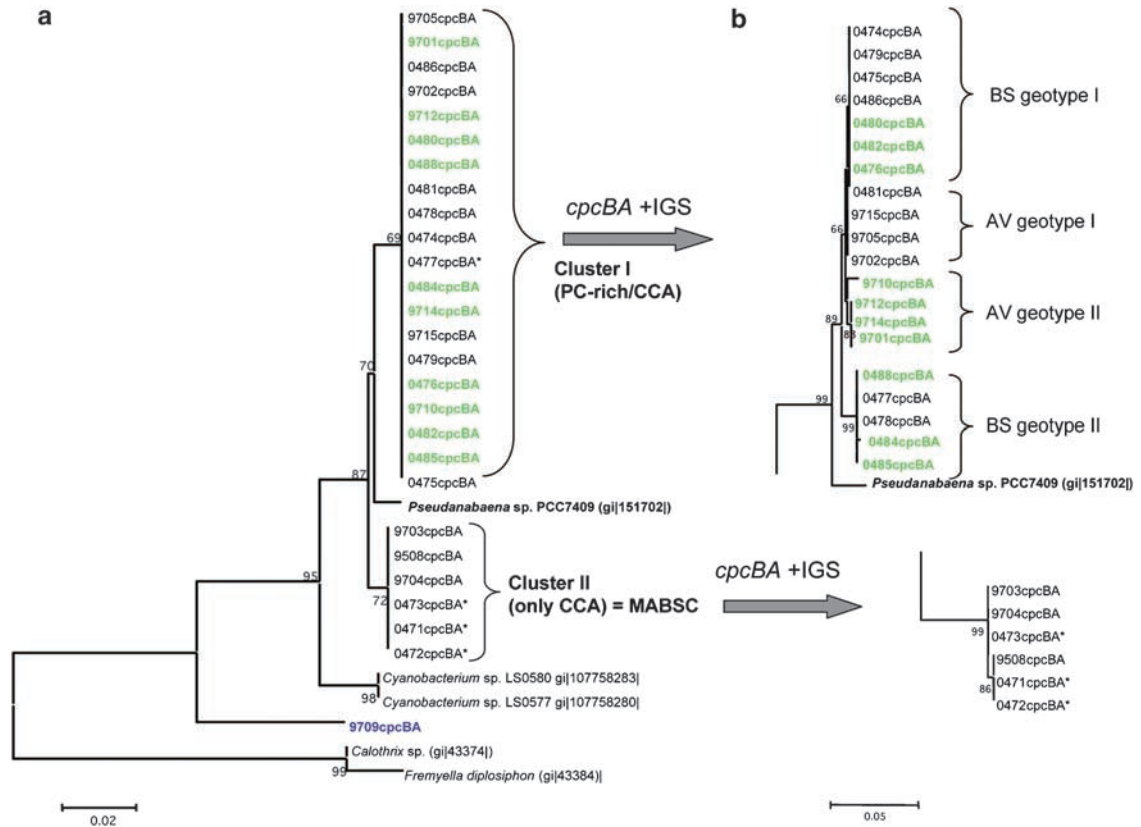 a
9705cpcBA
9701cpcBA
0486cpcBA
9702cpcBA
9712cpcBA
0480cpcBA
0488cpcBA
0481cpcBA
0478cpcBA
0474cpcBA
0477cpcBA*
0484cpcBA
9714cpcBA
9715cpcBA
0479cpcBA
0476cpcBA
9710cpcBA
0482cpcBA
0485cpcBA
0475cpcBA
Pseudanabaena sp. PCC7409 (gi|151702|)
9703cpcBA
9508cpcBA
9704cpcBA
0473cpcBA*
0471cpcBA*
0472cpcBA*
Cyanobacterium sp. LS0580 gi|107758283|
Cyanobacterium sp. LS0577 gi|107758280|
9709cpcBA
Calothrix sp. (gi|43374|)
Fremyella diplosiphon (gi|43384)|
69
70
87
95
72
98
99
0.02
cpcBA +IGS
Cluster I
(PC-rich/CCA)
Cluster II
(only CCA) = MABSC
cpcBA +IGS
b
0474cpcBA
0479cpcBA
0475cpcBA
0486cpcBA
0480cpcBA
0482cpcBA
0476cpcBA
0481cpcBA
9715cpcBA
9705cpcBA
9702cpcBA
9710cpcBA
9712cpcBA
9714cpcBA
9701cpcBA
0488cpcBA
0477cpcBA
0478cpcBA
0484cpcBA
0485cpcBA
Pseudanabaena sp. PCC7409 (gi|151702|)
66
66
89
99
99
BS geotype I
AV geotype I
AV geotype II
BS geotype II
9703cpcBA
9704cpcBA
0473cpcBA*
9508cpcBA
0471cpcBA*
0472cpcBA*
99
86
0.05